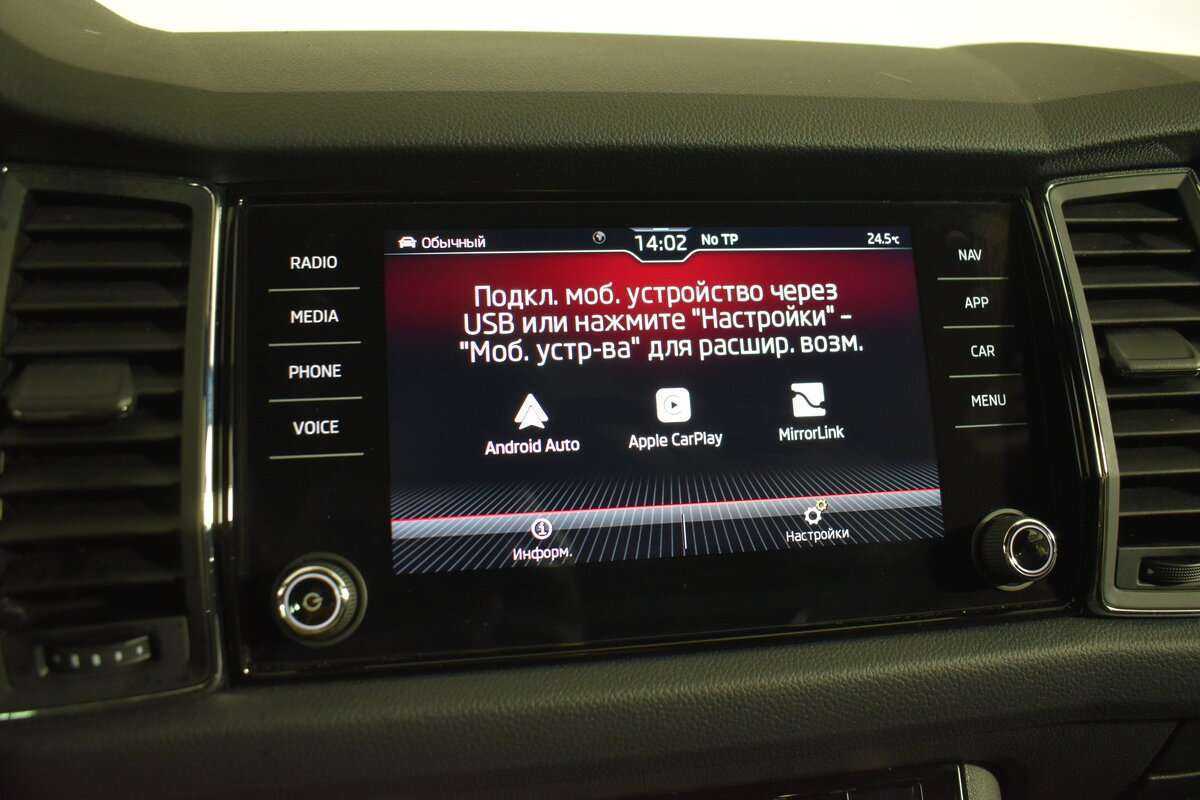 Обычный
14:02
No TP
24.5°C
RADIO
MEDIA
PHONE
VOICE
NAV
APP
CAR
MENU
Подкл. моб. устройство через
USB или нажмите "Настройки" –
"Моб. устр-ва" для расшир. возм.
Android Auto
Apple CarPlay
MirrorLink
Информ.
Настройки